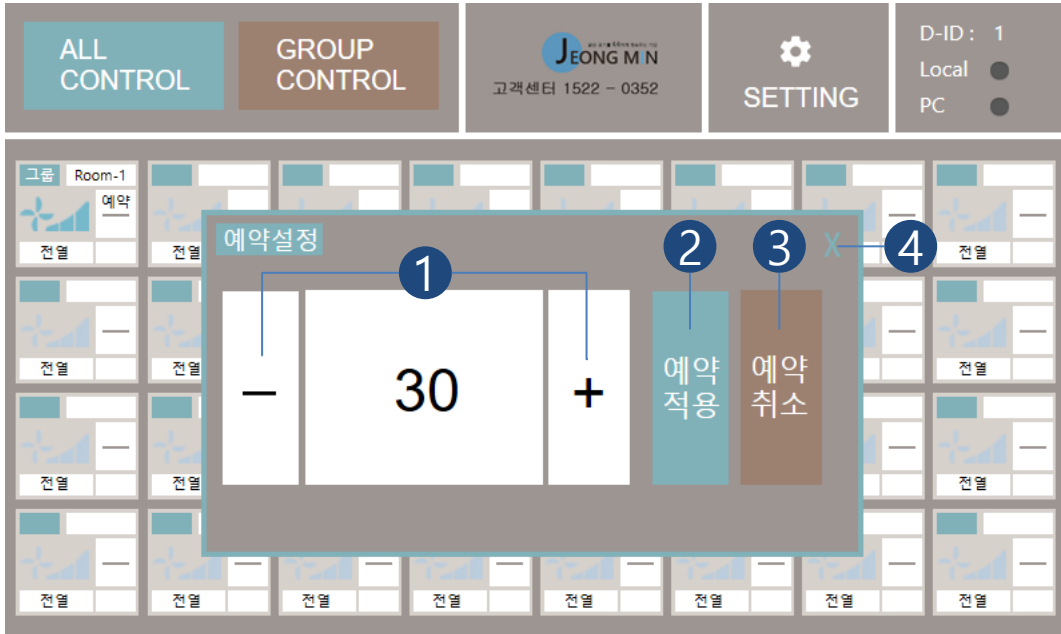 ALL
CONTROL
GROUP
CONTROL
JEONG MIN
고객센터 1522 - 0352
SETTING
D-ID : 1
Local
PC
그룹 Room-1
예약
전열 전열 전열
예약설정 X
1 2 3 4
— 30 + 예약 적용 예약 취소
전열 전열 전열
전열 전열 전열
전열 전열 전열 전열 전열 전열 전열 전열